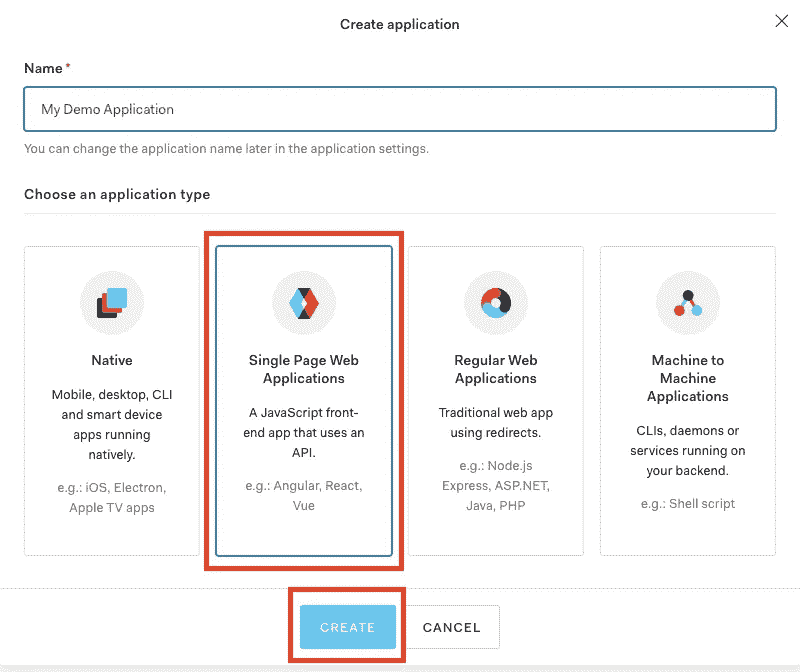 Create application
Name *
My Demo Application
You can change the application name later in the application settings.
Choose an application type
Native
Mobile, desktop, CLI
and smart device
apps running
natively.
e.g.: iOS, Electron,
Apple TV apps
Single Page Web
Applications
A JavaScript front-
end app that uses an
API.
e.g.: Angular, React,
Vue
Regular Web
Applications
Traditional web app
using redirects.
e.g.: Node.js
Express, ASP.NET,
Java, PHP
Machine to
Machine
Applications
CLIs, daemons or
services running on
your backend.
e.g.: Shell script
CREATE
CANCEL